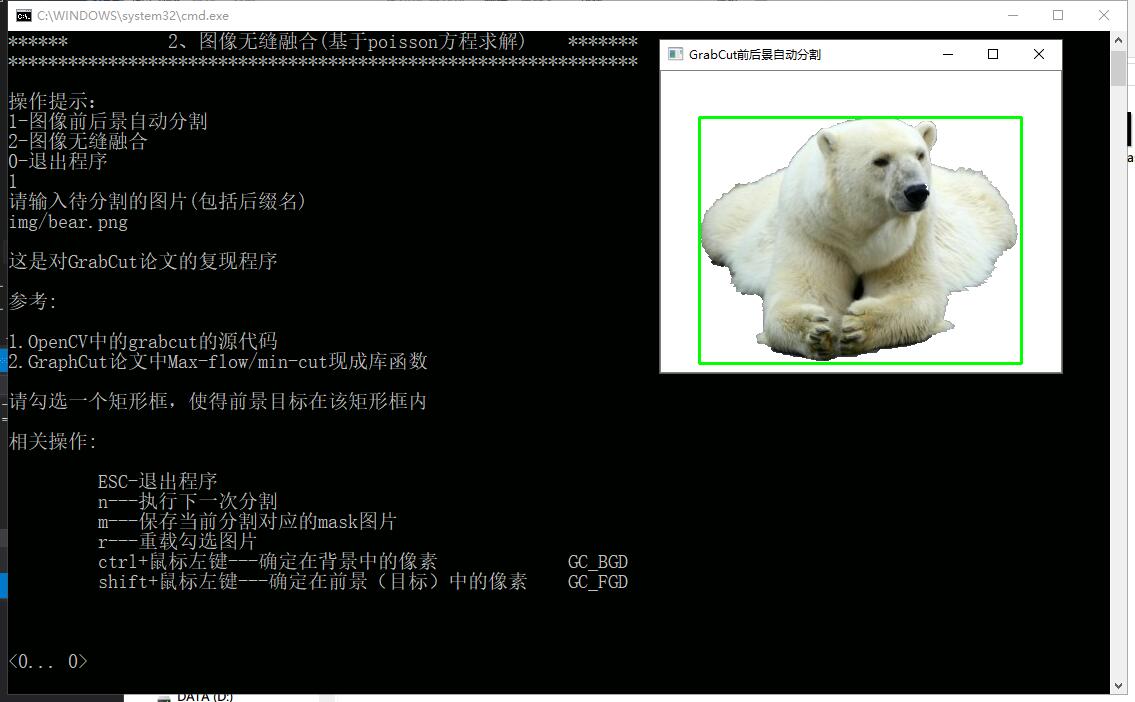 C:\WINDOWS\system32\cmd.exe
****** 2、图像无缝融合(基于poisson方程求解) *******
***************************************************************
GrabCut前后景自动分割
操作提示:
1-图像前后景自动分割
2-图像无缝融合
0-退出程序
1
请输入待分割的图片(包括后缀名)
img/bear.png
这是对GrabCut论文的复现程序
参考:
1.OpenCV中的grabcut的源代码
2.GraphCut论文中Max-flow/min-cut现成库函数
请勾选一个矩形框，使得前景目标在该矩形框内
相关操作:
ESC-退出程序
n---执行下一次分割
m---保存当前分割对应的mask图片
r---重载勾选图片
ctrl+鼠标左键---确定在背景中的像素 GC_BGD
shift+鼠标左键---确定在前景（目标）中的像素 GC_FGD
<0... 0>
DATA (D:)